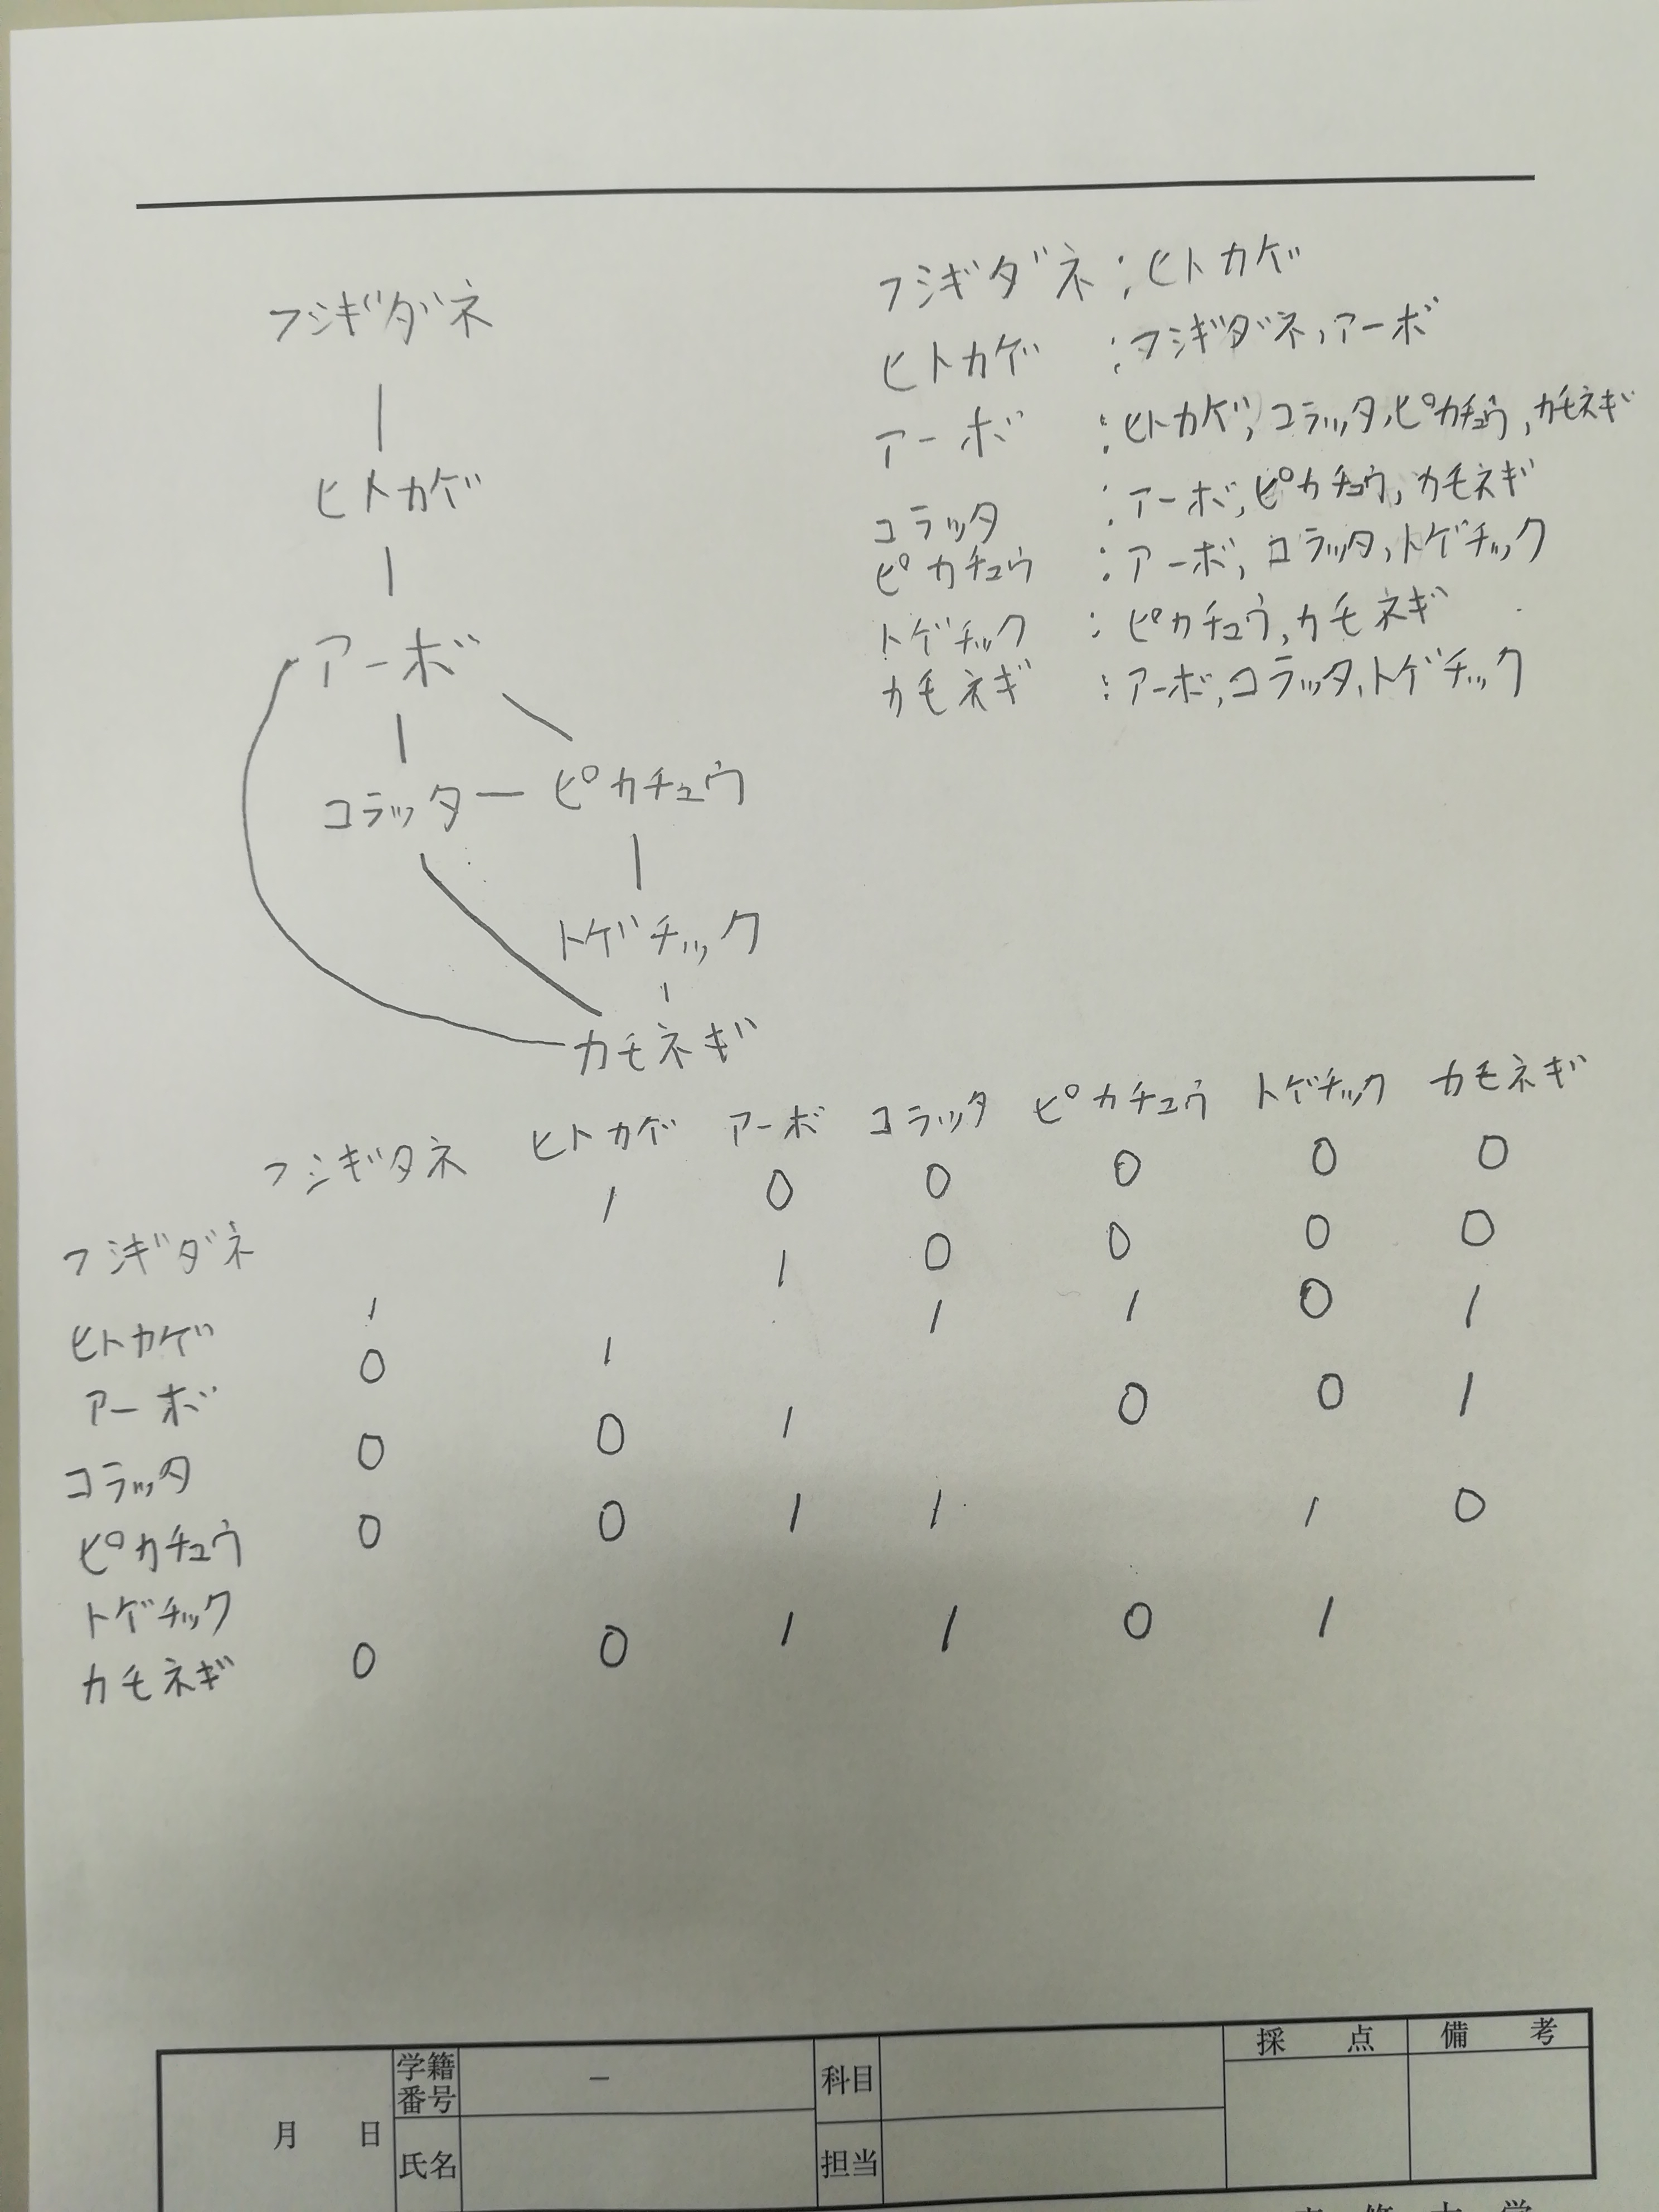 フシギダネ
ヒトカゲ
アーボ
コラッタ ピカチュウ
トゲチック
カモネギ
フシギダネ:ヒトカゲ
ヒトカゲ :フシギダネ,アーボ
アーボ :ヒトカゲ,コラッタ,ピカチュウ,カモネギ
コラッタ :アーボ,ピカチュウ,カモネギ
ピカチュウ :アーボ,コラッタ,トゲチック
トゲチック :ピカチュウ,カモネギ
カモネギ :アーボ,コラッタ,トゲチック
フシギダネ ヒトカゲ アーボ コラッタ ピカチュウ トゲチック カモネギ
フシギダネ 1 0 0 0 0 0
ヒトカゲ 1 1 0 0 0 0
アーボ 0 1 1 1 0 1
コラッタ 0 0 1 0 0 1
ピカチュウ 0 0 1 1 1 0
トゲチック
カモネギ 0 0 1 1 0 1
月 日 学籍番号 - 科目 採点 備考
氏名 担当